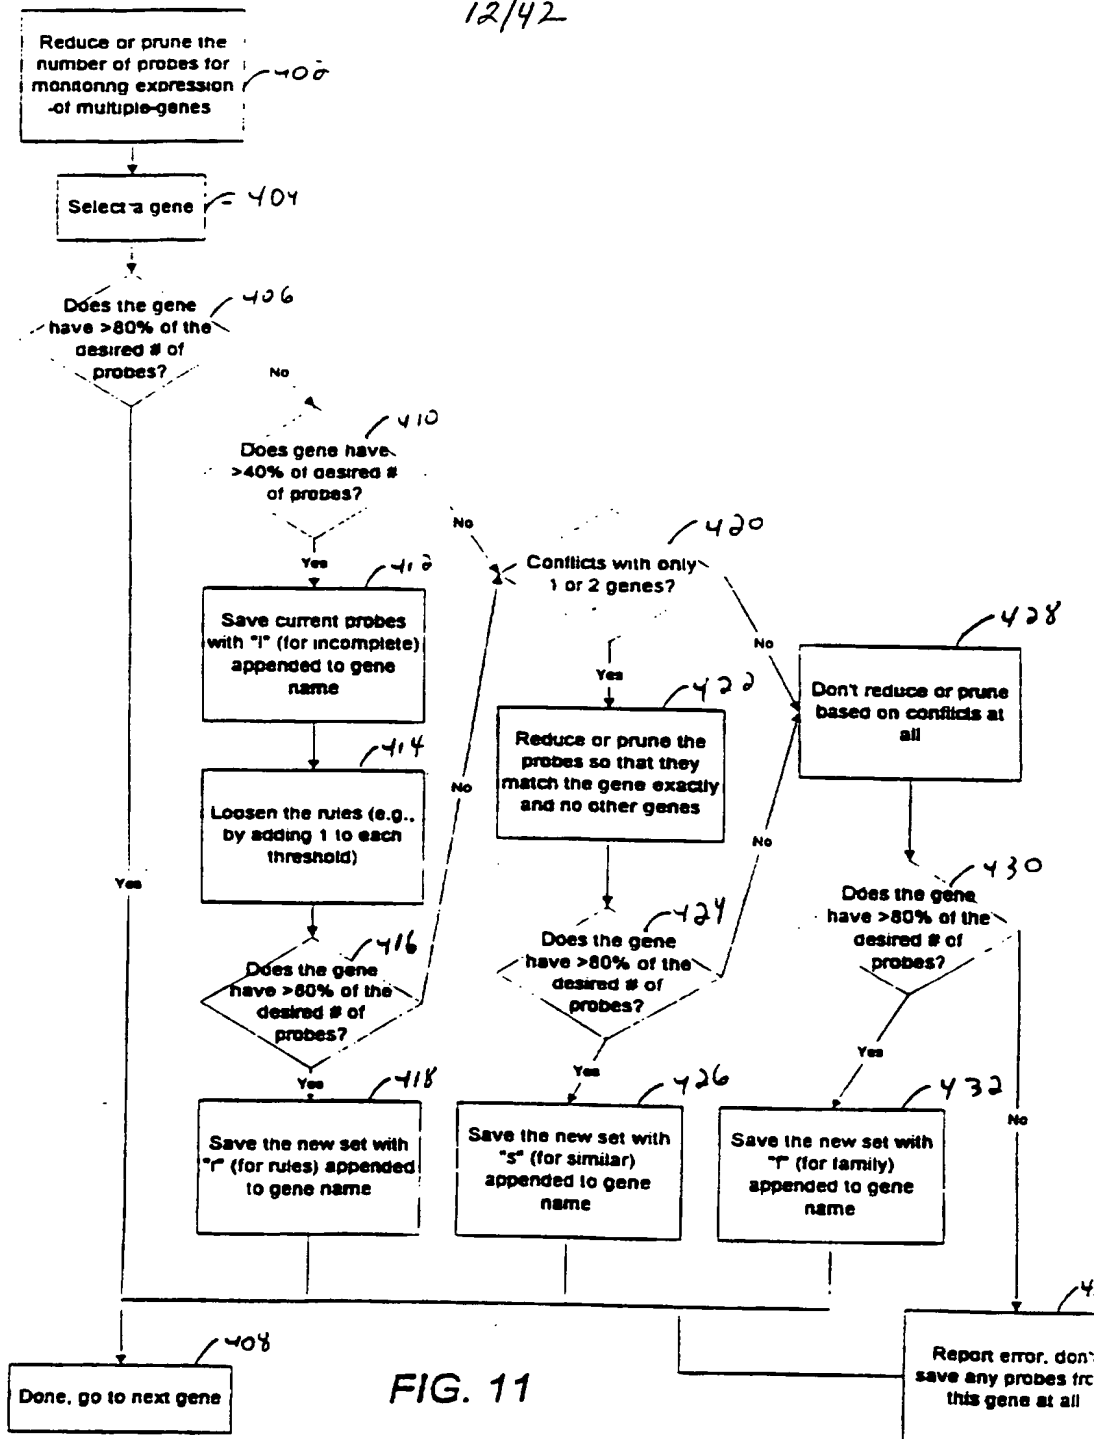 12/42
Reduce or prune the
number of probes for
monitoring expression
of multiple genes
Select a gene
404
Does the gene
have >80% of the
desired # of
probes?
406
No
Does gene have
>40% of desired #
of probes?
410
No
Yes
Conflicts with only
1 or 2 genes?
420
412
Save current probes
with "I" (for incomplete)
appended to gene
name
No
Yes
422
428
Don't reduce or prune
based on conflicts at
all
Reduce or prune the
probes so that they
match the gene exactly
and no other genes
414
Loosen the rules (e.g.,
by adding 1 to each
threshold)
No
No
Yes
430
Does the gene
have >80% of the
desired # of
probes?
424
Does the gene
have >80% of the
desired # of
probes?
416
Does the gene
have >80% of the
desired # of
probes?
Yes
Yes
Yes
418
426
432
No
Save the new set with
"r" (for rules) appended
to gene name
Save the new set with
"s" (for similar)
appended to gene
name
Save the new set with
"f" (for family)
appended to gene
name
408
Done, go to next gene
FIG. 11
Report error, don't
save any probes
this gene at all